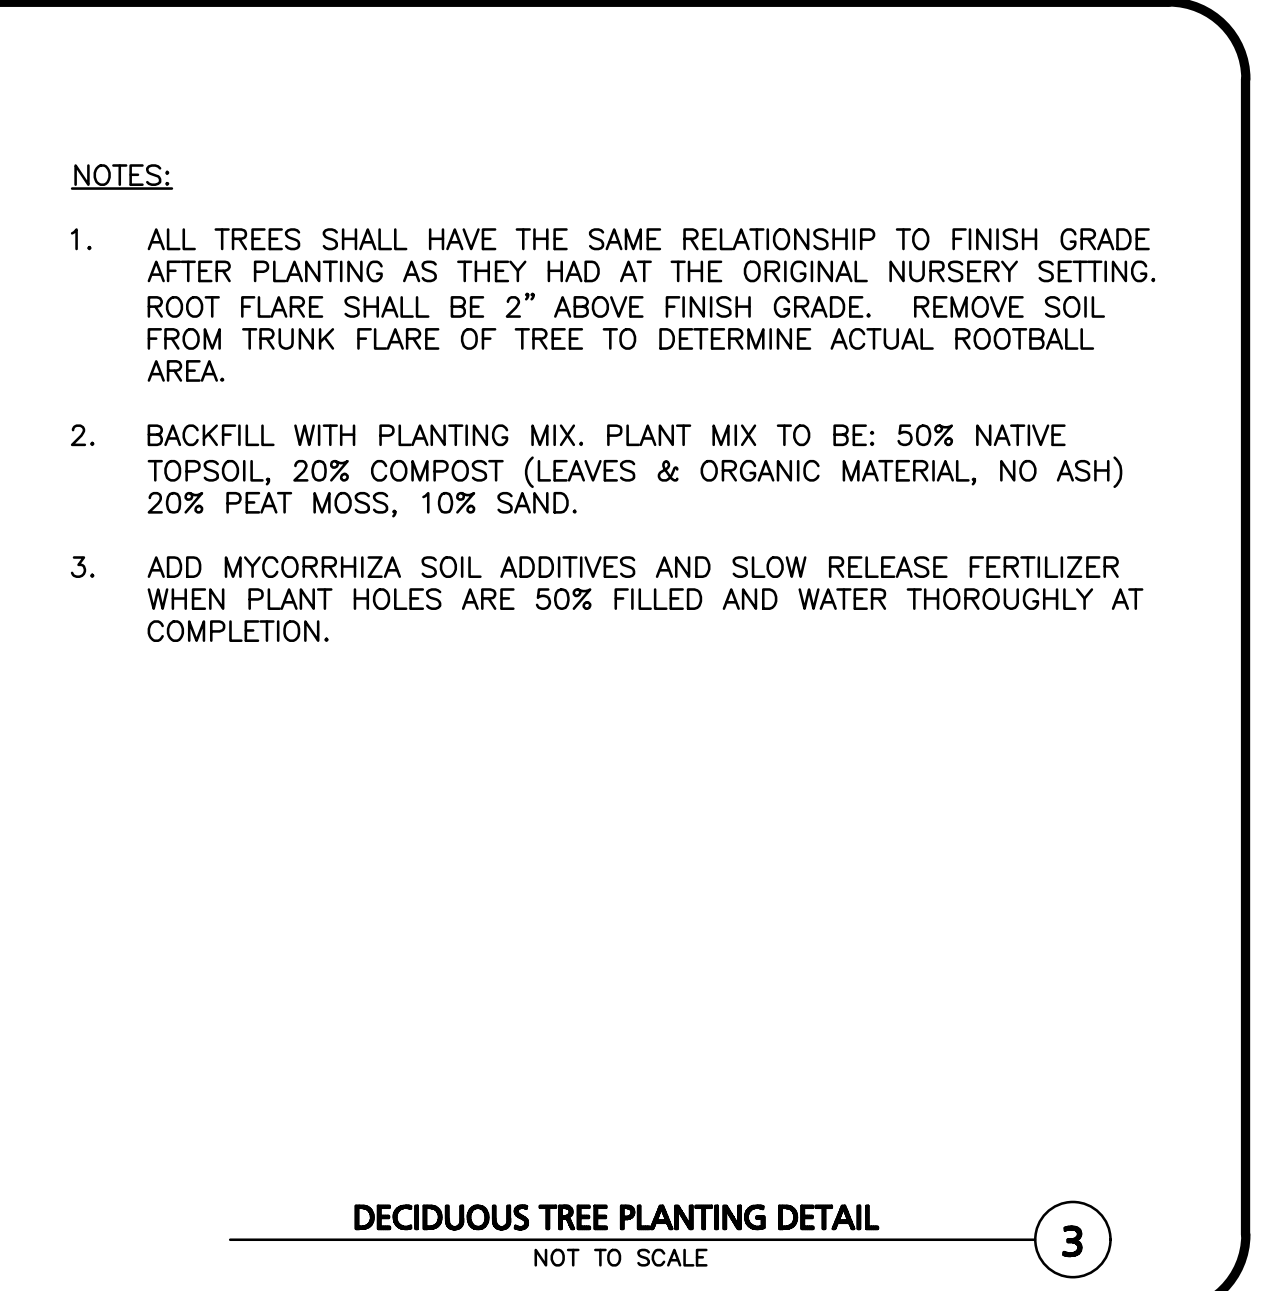 NOTES:
1. ALL TREES SHALL HAVE THE SAME RELATIONSHIP TO FINISH GRADE
AFTER PLANTING AS THEY HAD AT THE ORIGINAL NURSERY SETTING.
ROOT FLARE SHALL BE 2" ABOVE FINISH GRADE. REMOVE SOIL
FROM TRUNK FLARE OF TREE TO DETERMINE ACTUAL ROOTBALL
AREA.
2. BACKFILL WITH PLANTING MIX. PLANT MIX TO BE: 50% NATIVE
TOPSOIL, 20% COMPOST (LEAVES & ORGANIC MATERIAL, NO ASH)
20% PEAT MOSS, 10% SAND.
3. ADD MYCORRHIZA SOIL ADDITIVES AND SLOW RELEASE FERTILIZER
WHEN PLANT HOLES ARE 50% FILLED AND WATER THOROUGHLY AT
COMPLETION.
DECIDUOUS TREE PLANTING DETAIL
3
NOT TO SCALE